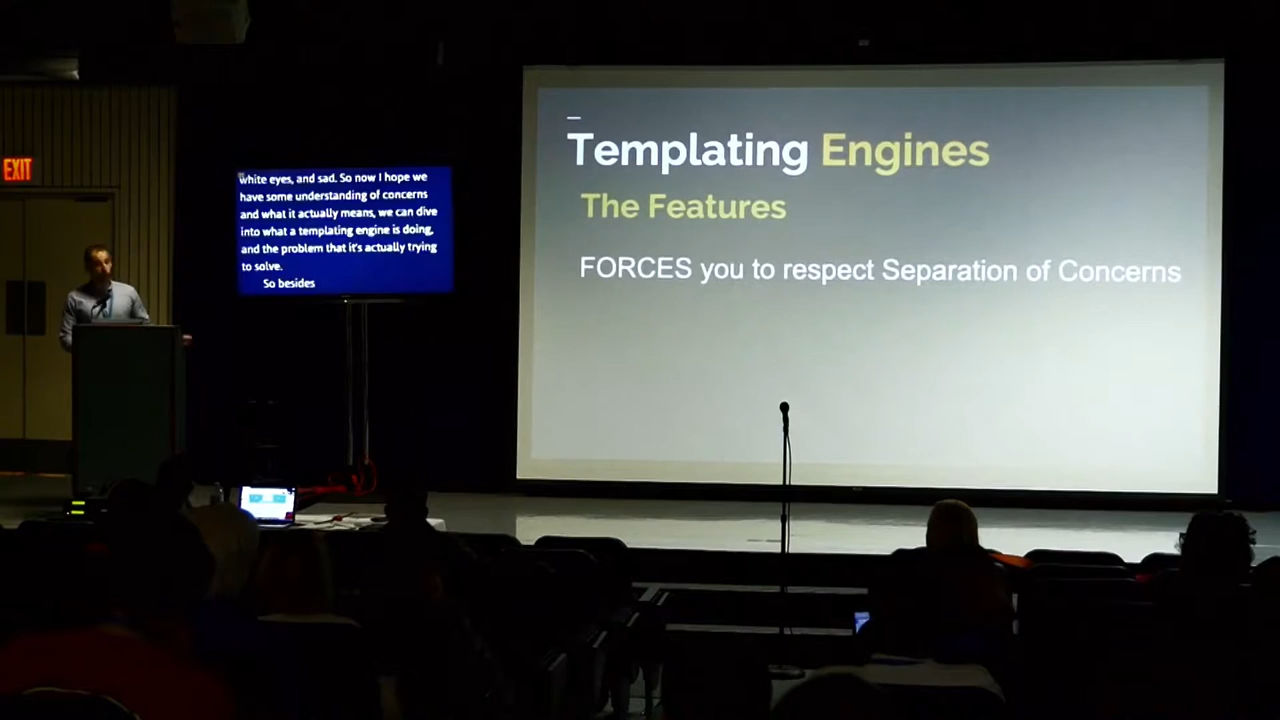 EXIT
white eyes, and sad. So now I hope we
have some understanding of concerns
and what it actually means, we can dive
into what a templating engine is doing,
and the problem that it's actually trying
to solve.
So besides
Templating Engines
The Features
FORCES you to respect Separation of Concerns